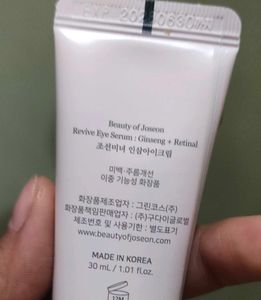 Beauty of Joseon
Revive Eye Serum : Ginseng + Retinal
조선미녀 인삼아이크림
미백·주름개선
이중 기능성 화장품
화장품제조업자 : 그린코스(주)
화장품책임판매업자 : (주)구다이글로벌
제조번호 및 사용기한 : 별도표기
www.beautyofjoseon.com
MADE IN KOREA
30 mL / 1.01 fl.oz.
12M